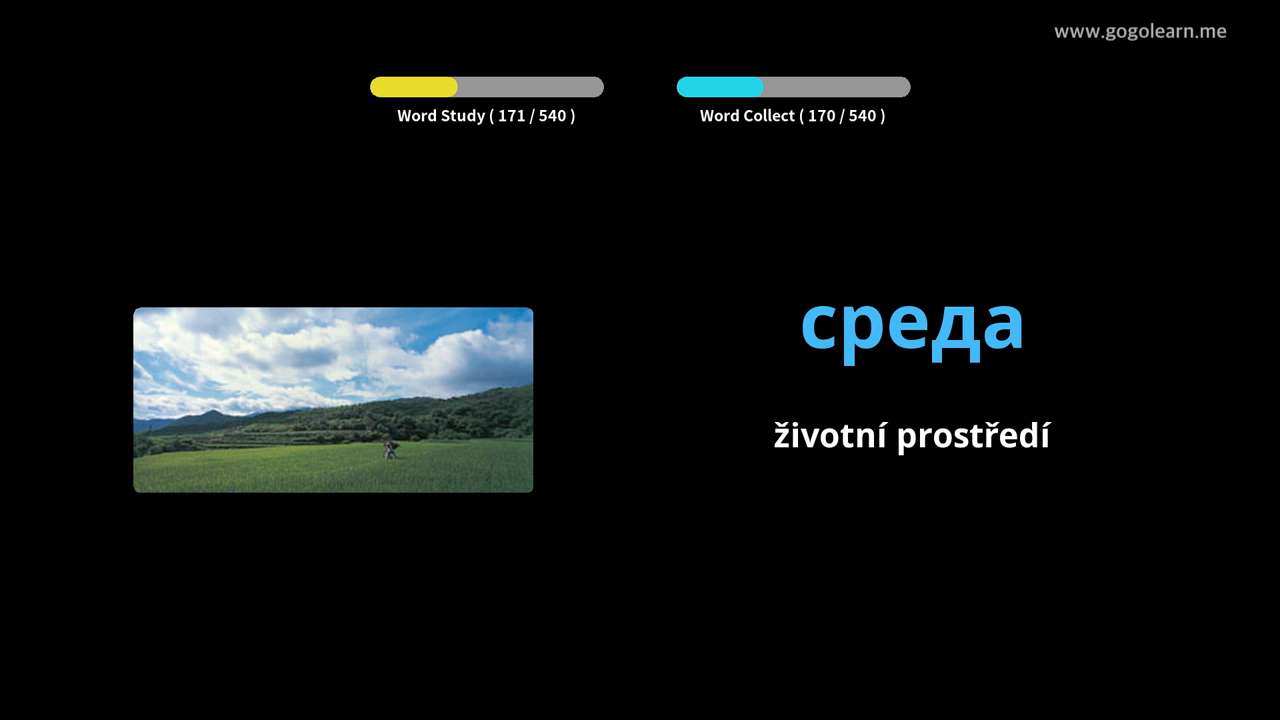 www.gogolearn.me
Word Study ( 171 / 540 )
Word Collect ( 170 / 540 )
среда
životní prostředí